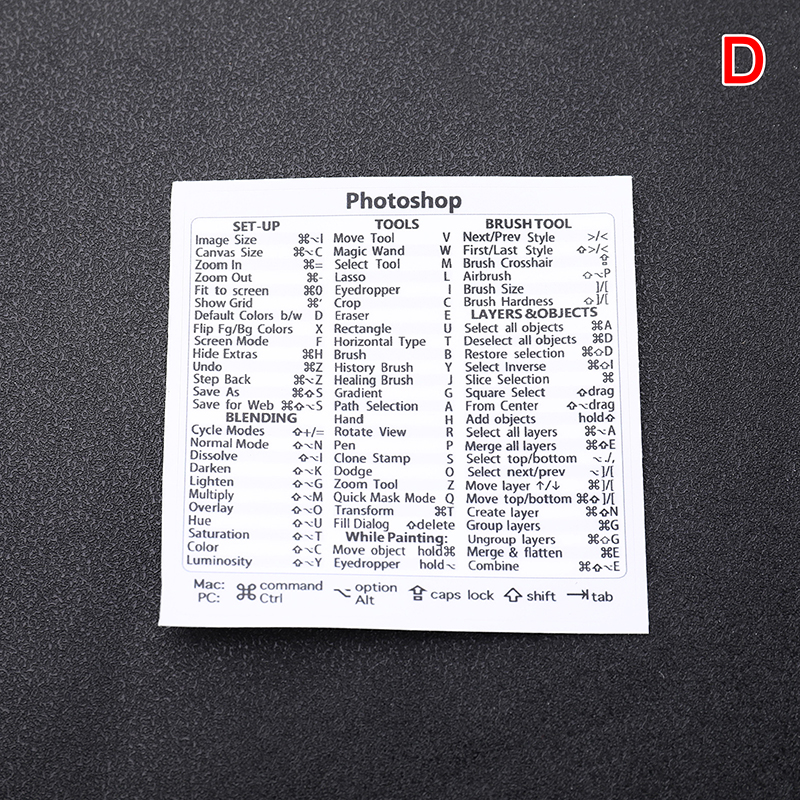 D
Photoshop
SET-UP
Image Size ⌘⌥I
Canvas Size ⌘⌥C
Zoom In ⌘=
Zoom Out ⌘-
Fit to screen ⌘0
Show Grid ⌘'
Default Colors b/w D
Flip Fg/Bg Colors X
Screen Mode F
Hide Extras ⌘H
Undo ⌘Z
Step Back ⌘⌥Z
Save As ⌘⇧S
Save for Web ⌘⇧⌥S
BLENDING
Cycle Modes ⇧+/=
Normal Mode ⇧⌥N
Dissolve ⇧⌥I
Darken ⇧⌥K
Lighten ⇧⌥G
Multiply ⇧⌥M
Overlay ⇧⌥O
Hue ⇧⌥U
Saturation ⇧⌥T
Color ⇧⌥C
Luminosity ⇧⌥Y
TOOLS
Move Tool V
Magic Wand W
Select Tool M
Lasso L
Eyedropper I
Crop C
Eraser E
Rectangle U
Horizontal Type T
Brush B
History Brush Y
Healing Brush J
Gradient G
Path Selection A
Hand H
Rotate View R
Pen P
Clone Stamp S
Dodge O
Zoom Tool Z
Quick Mask Mode Q
Transform ⌘T
Fill Dialog ⇧delete
While Painting:
Move object hold⌘
Eyedropper hold⌥
BRUSH TOOL
Next/Prev Style >/<
First/Last Style ⇧>/<
Brush Crosshair ⇪
Airbrush ⇧⌥P
Brush Size ]/[
Brush Hardness ⇧]/[
LAYERS&OBJECTS
Select all objects ⌘A
Deselect all objects ⌘D
Restore selection ⌘⇧D
Select Inverse ⌘⇧I
Slice Selection ⌘
Square Select ⇧drag
From Center ⇧⌥drag
Add objects hold⇧
Select all layers ⌘⌥A
Merge all layers ⌘⇧E
Select top/bottom ⌥./,
Select next/prev ⌥]/[
Move layer ↑/↓ ⌘]/[
Move top/bottom ⌘⇧]/[
Create layer ⌘⇧N
Group layers ⌘G
Ungroup layers ⌘⇧G
Merge & flatten ⌘E
Combine ⌘⇧⌥E
Mac: ⌘ command ⌥ option ⇪ caps lock ⇧ shift →| tab
PC: Ctrl Alt